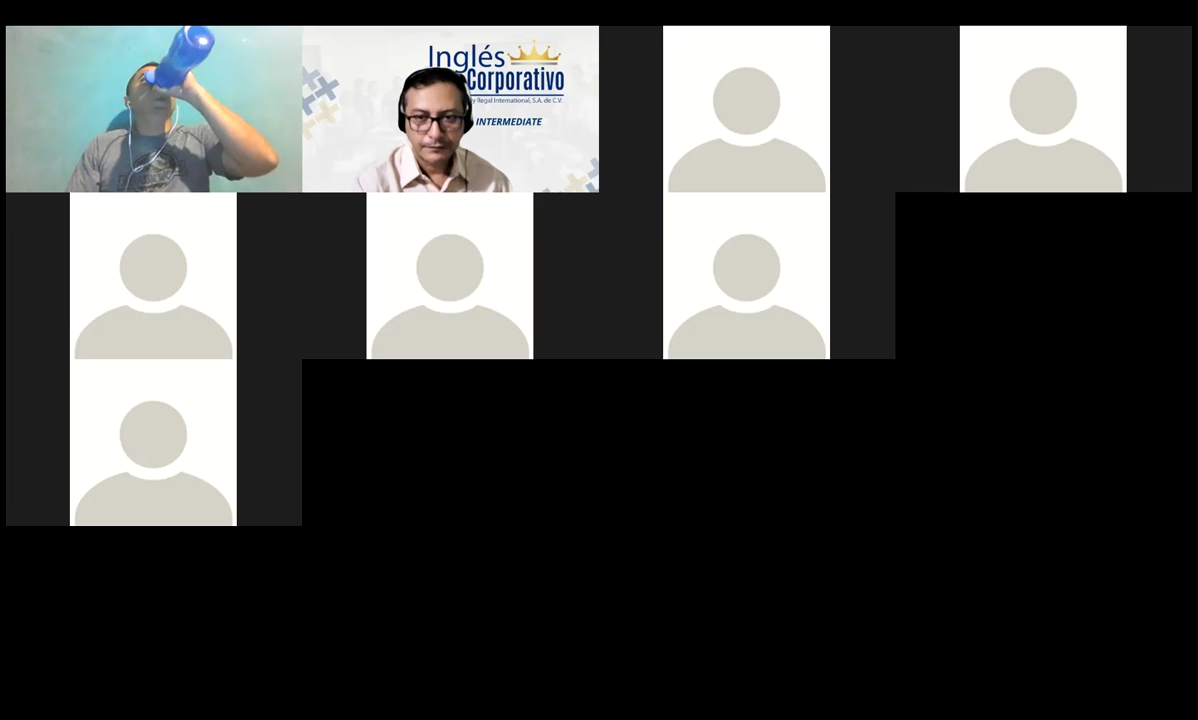 Inglés
Corporativo
y Regal International, S.A. de C.V.
INTERMEDIATE